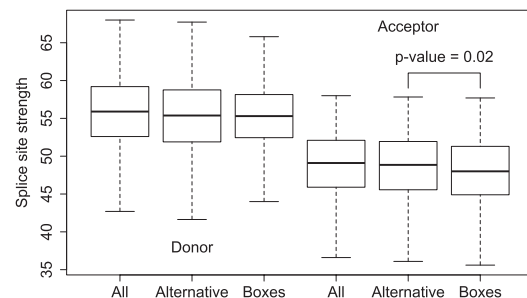 Acceptor
p-value = 0.02
65
60
55
50
45
40
35
Splice site strength
Donor
All Alternative Boxes All Alternative Boxes